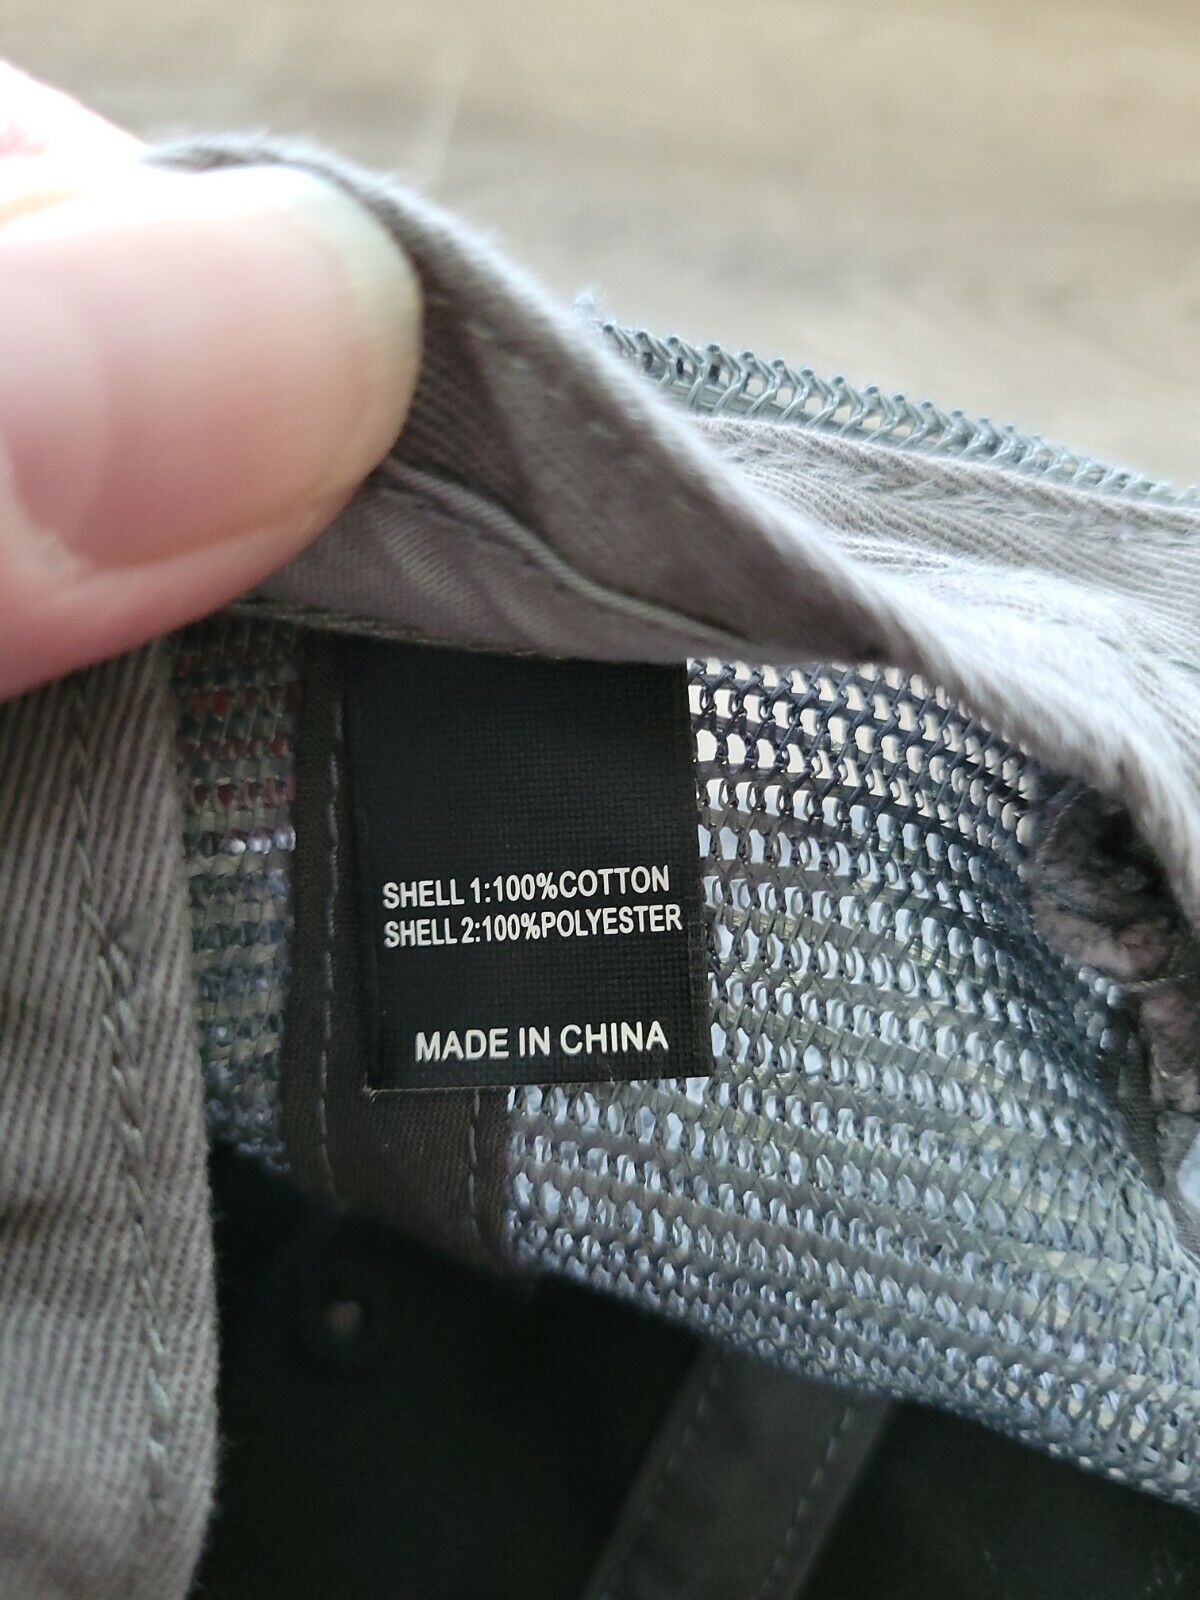 SHELL 1:100%COTTON
SHELL 2:100%POLYESTER
MADE IN CHINA